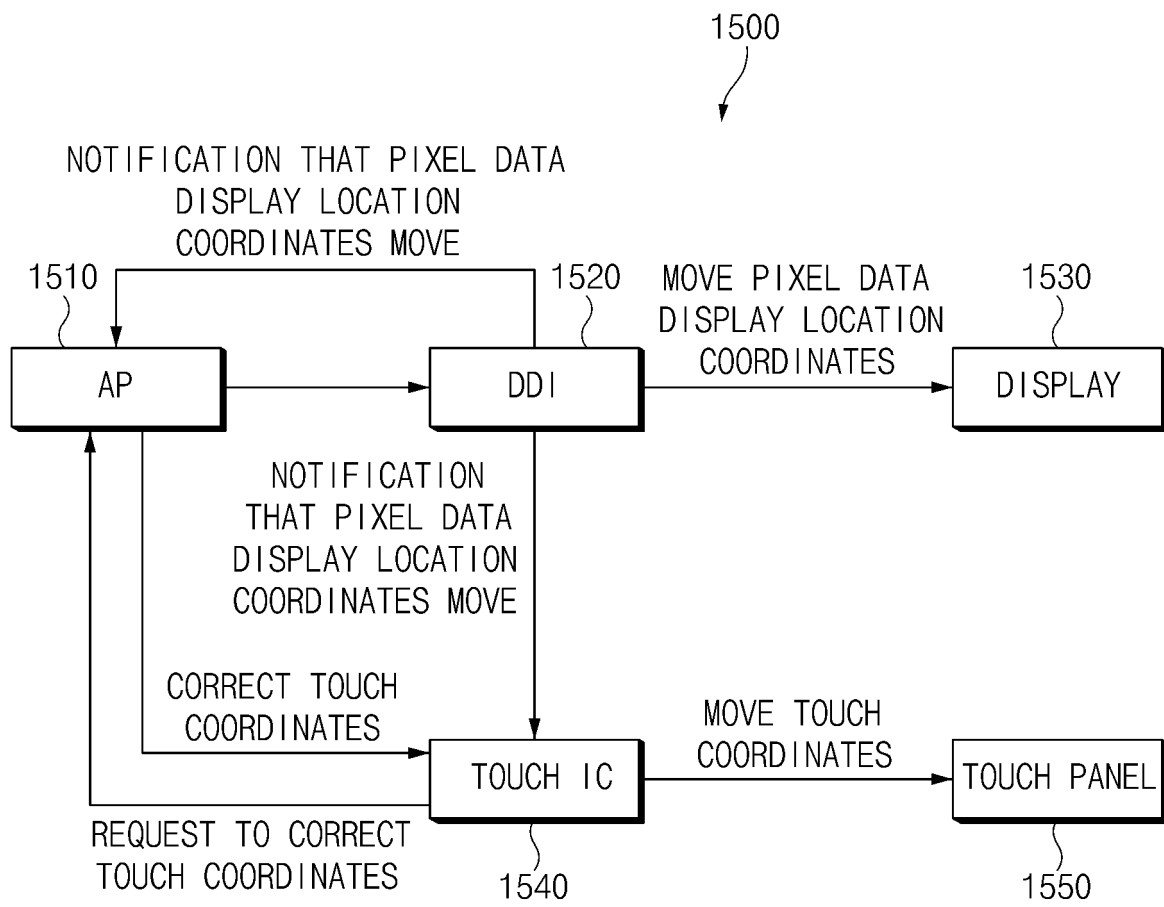 1500
NOTIFICATION THAT PIXEL DATA
DISPLAY LOCATION
COORDINATES MOVE
1510
1520
MOVE PIXEL DATA
DISPLAY LOCATION
COORDINATES
1530
AP
DDI
DISPLAY
NOTIFICATION
THAT PIXEL DATA
DISPLAY LOCATION
COORDINATES MOVE
CORRECT TOUCH
COORDINATES
MOVE TOUCH
COORDINATES
TOUCH IC
TOUCH PANEL
REQUEST TO CORRECT
TOUCH COORDINATES
1540
1550